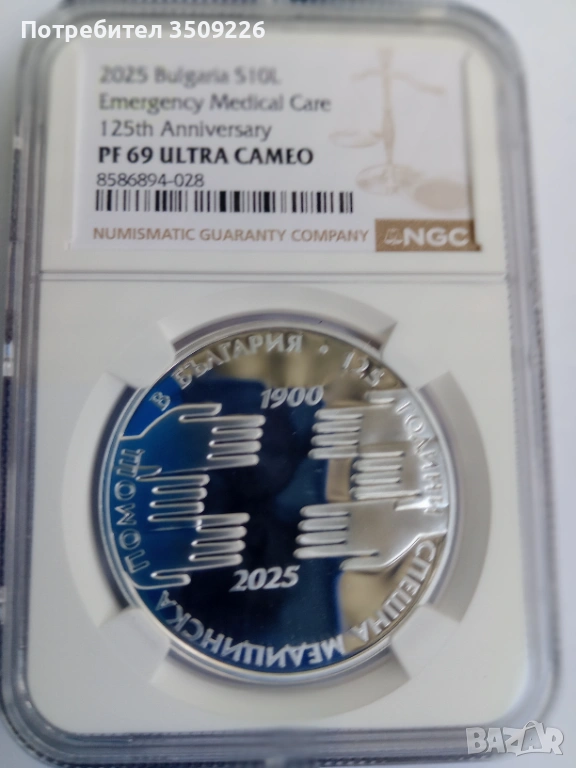 Потребител 3509226
2025 Bulgaria S10L
Emergency Medical Care
125th Anniversary
PF 69 ULTRA CAMEO
8586894-028
NUMISMATIC GUARANTY COMPANY NGC
125 ГОДИНИ СПЕШНА МЕДИЦИНСКА ПОМОЩ В БЪЛГАРИЯ
1900
2025
BAZAR